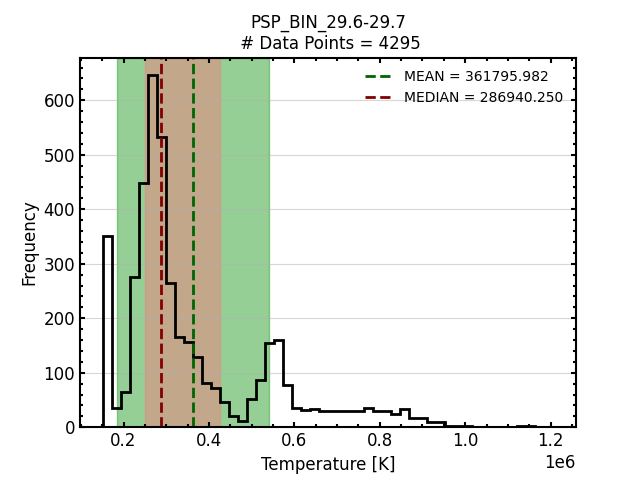 PSP_BIN_29.6-29.7
# Data Points = 4295
MEAN = 361795.982
MEDIAN = 286940.250
Frequency
600
500
400
300
200
100
0
0.2 0.4 0.6 0.8 1.0 1.2
1e6
Temperature [K]